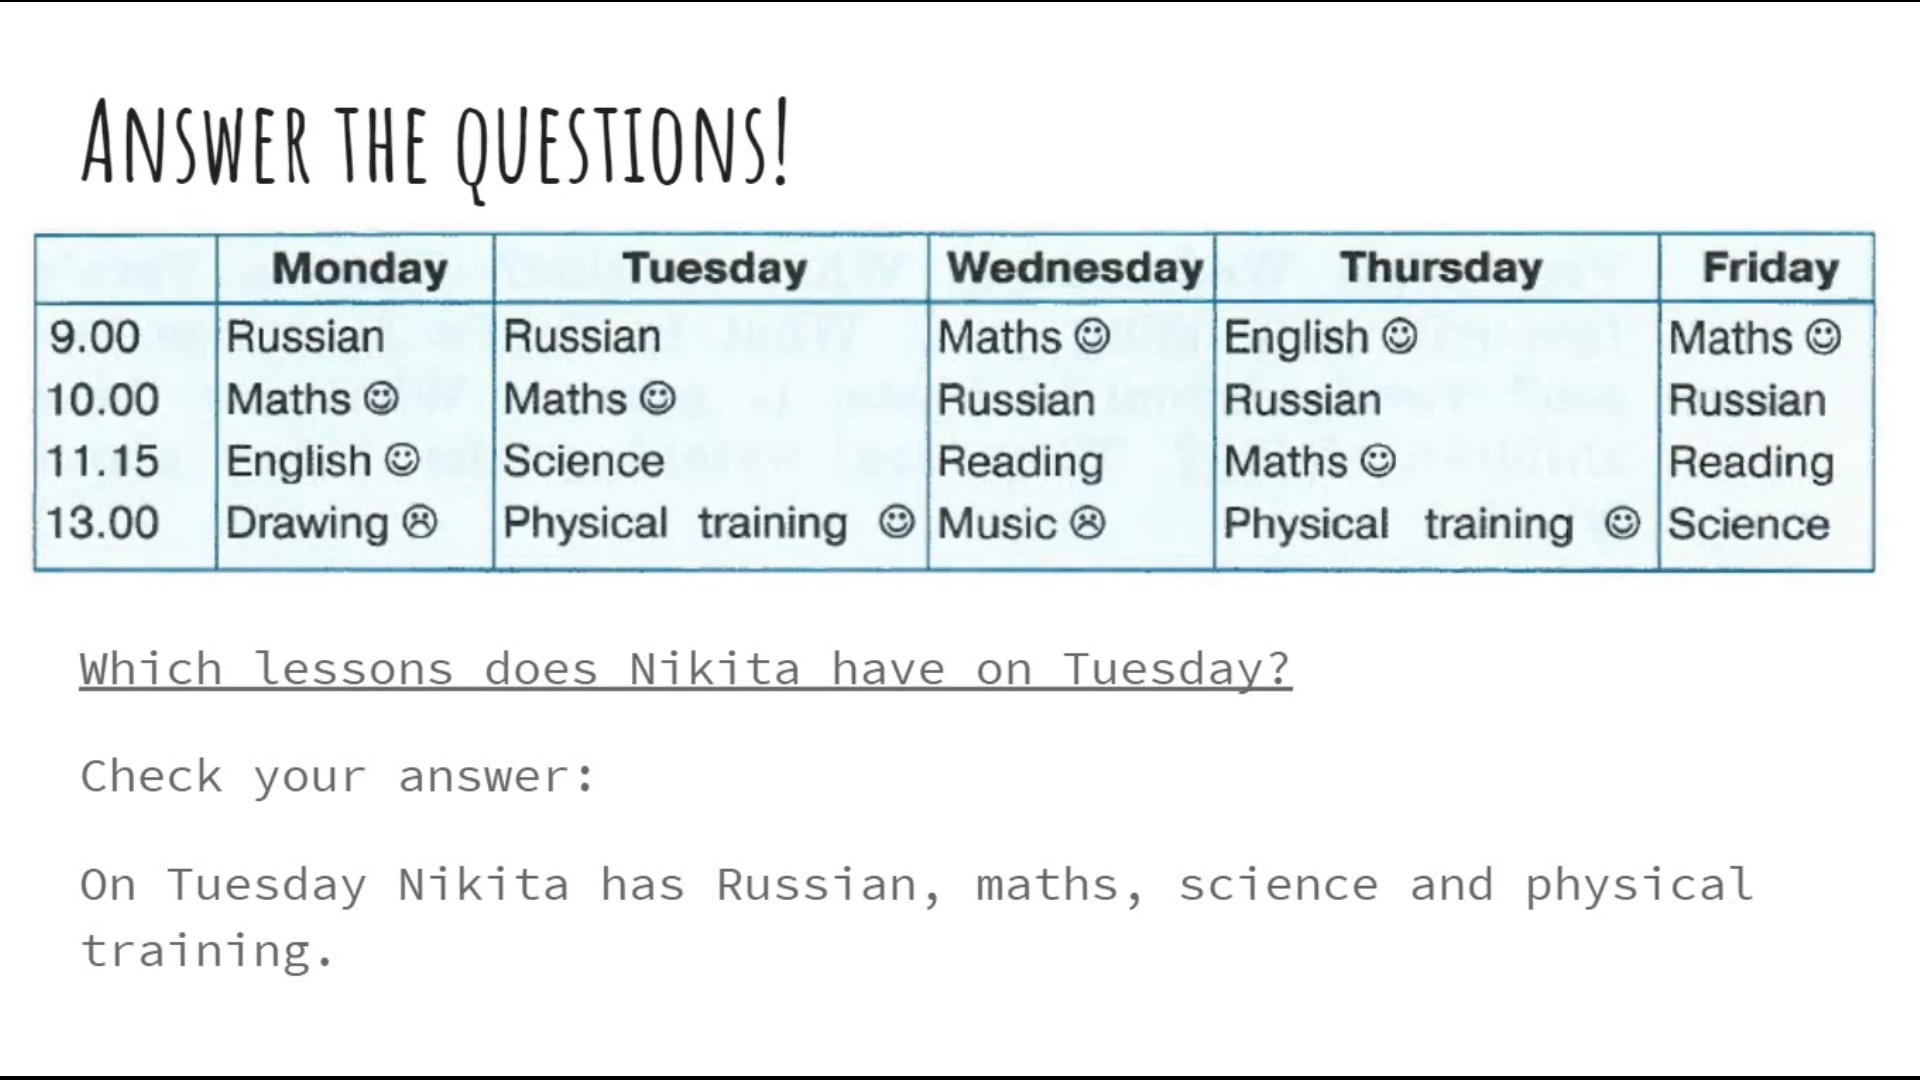 ANSWER THE QUESTIONS!
Monday Tuesday Wednesday Thursday Friday
9.00 Russian Russian Maths ☺ English ☺ Maths ☺
10.00 Maths ☺ Maths ☺ Russian Russian Russian
11.15 English ☺ Science Reading Maths ☺ Reading
13.00 Drawing ☹ Physical training ☺ Music ☹ Physical training ☺ Science
Which lessons does Nikita have on Tuesday?
Check your answer:
On Tuesday Nikita has Russian, maths, science and physical
training.